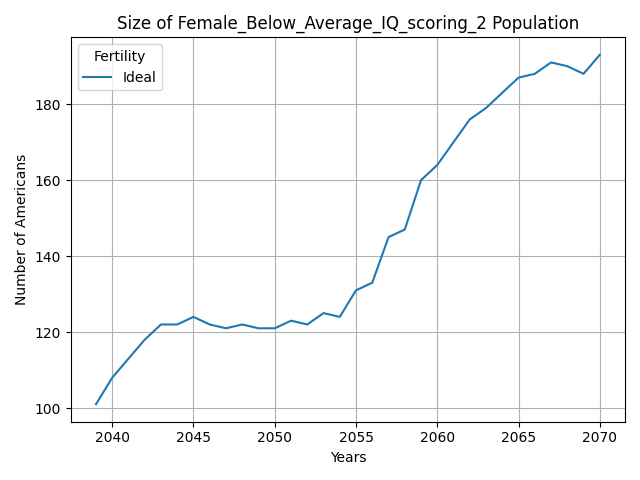 Size of Female_Below_Average_IQ_scoring_2 Population
Fertility
Ideal
Number of Americans
180
160
140
120
100
2040 2045 2050 2055 2060 2065 2070
Years